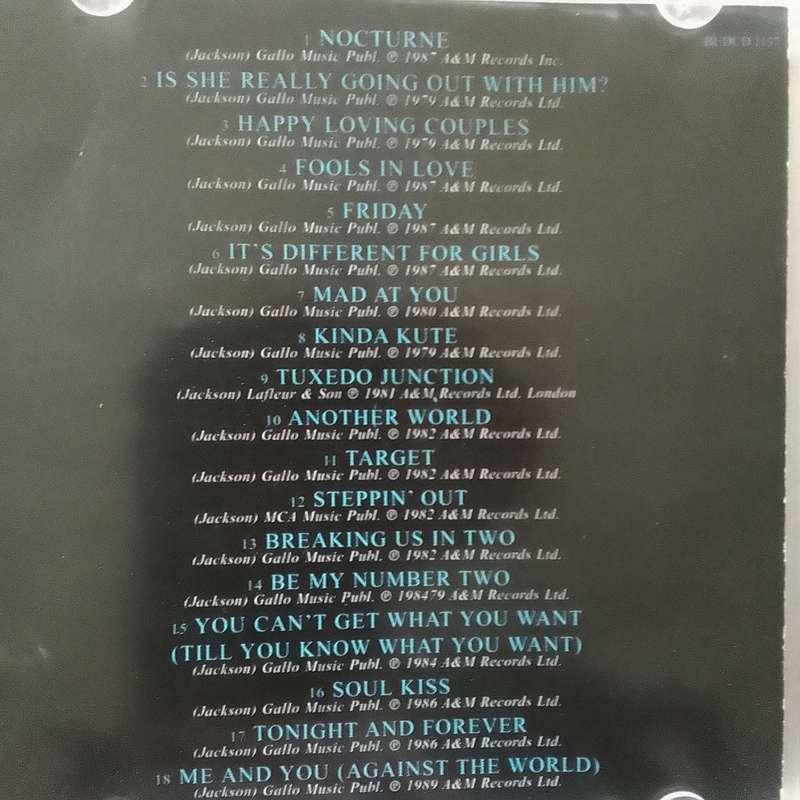 1 NOCTURNE
(Jackson) Gallo Music Publ. ℗ 1987 A&M Records Inc.
2 IS SHE REALLY GOING OUT WITH HIM?
(Jackson) Gallo Music Publ. ℗ 1979 A&M Records Ltd.
3 HAPPY LOVING COUPLES
(Jackson) Gallo Music Publ. ℗ 1979 A&M Records Ltd.
4 FOOLS IN LOVE
(Jackson) Gallo Music Publ. ℗ 1987 A&M Records Ltd.
5 FRIDAY
(Jackson) Gallo Music Publ. ℗ 1987 A&M Records Ltd.
6 IT'S DIFFERENT FOR GIRLS
(Jackson) Gallo Music Publ. ℗ 1987 A&M Records Ltd.
7 MAD AT YOU
(Jackson) Gallo Music Publ. ℗ 1980 A&M Records Ltd.
8 KINDA KUTE
(Jackson) Gallo Music Publ. ℗ 1979 A&M Records Ltd.
9 TUXEDO JUNCTION
(Jackson) Lafleur & Son ℗ 1981 A&M Records Ltd. London
10 ANOTHER WORLD
(Jackson) Gallo Music Publ. ℗ 1982 A&M Records Ltd.
11 TARGET
(Jackson) Gallo Music Publ. ℗ 1982 A&M Records Ltd.
12 STEPPIN' OUT
(Jackson) MCA Music Publ. ℗ 1982 A&M Records Ltd.
13 BREAKING US IN TWO
(Jackson) Gallo Music Publ. ℗ 1982 A&M Records Ltd.
14 BE MY NUMBER TWO
(Jackson) Gallo Music Publ. ℗ 198479 A&M Records Ltd.
15 YOU CAN'T GET WHAT YOU WANT
(TILL YOU KNOW WHAT YOU WANT)
(Jackson) Gallo Music Publ. ℗ 1984 A&M Records Ltd.
16 SOUL KISS
(Jackson) Gallo Music Publ. ℗ 1986 A&M Records Ltd.
17 TONIGHT AND FOREVER
(Jackson) Gallo Music Publ. ℗ 1986 A&M Records Ltd.
18 ME AND YOU (AGAINST THE WORLD)
(Jackson) Gallo Music Publ. ℗ 1989 A&M Records Ltd.